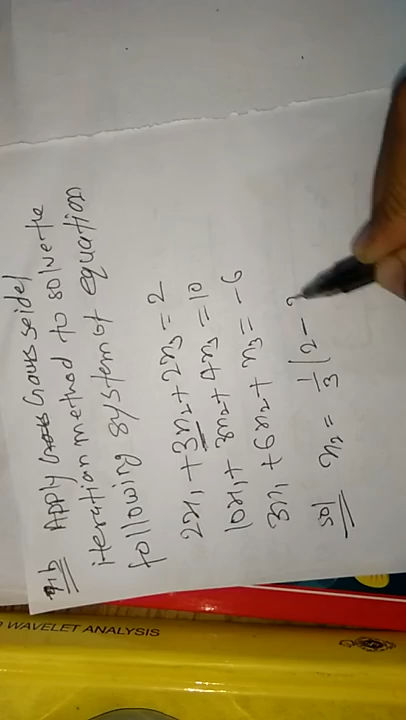 Apply Gauss seidel
iteration method to solve the
following system of equation
2x₁ + 3x₂ + 2x₃ = 2
10x₁ + 3x₂ + 4x₃ = 10
3x₁ + 6x₂ + x₃ = -6
sol x₂ = 1/3 (2 -
WAVELET ANALYSIS